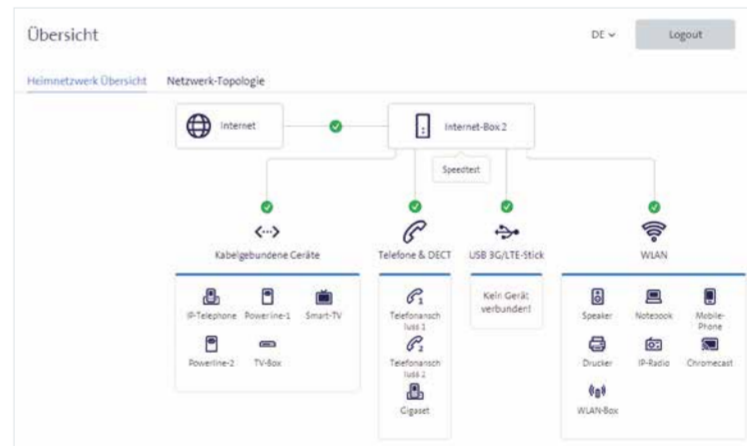 Übersicht
DE
Logout
Heimnetzwerk Übersicht
Netzwerk-Topologie
Internet
Internet-Box 2
Speedtest
Kabelgebundene Geräte
Telefone & DECT
USB 3G/LTE-Stick
WLAN
IP-Telephone
Powerline-1
Smart-TV
Powerline-2
TV-Box
1
Telefonansch
luss 1
2
Telefonansch
luss 2
Gigaset
Kein Gerät
verbunden!
Speaker
Notebook
Mobile-
Phone
Drucker
IP-Radio
Chromecast
WLAN-Box